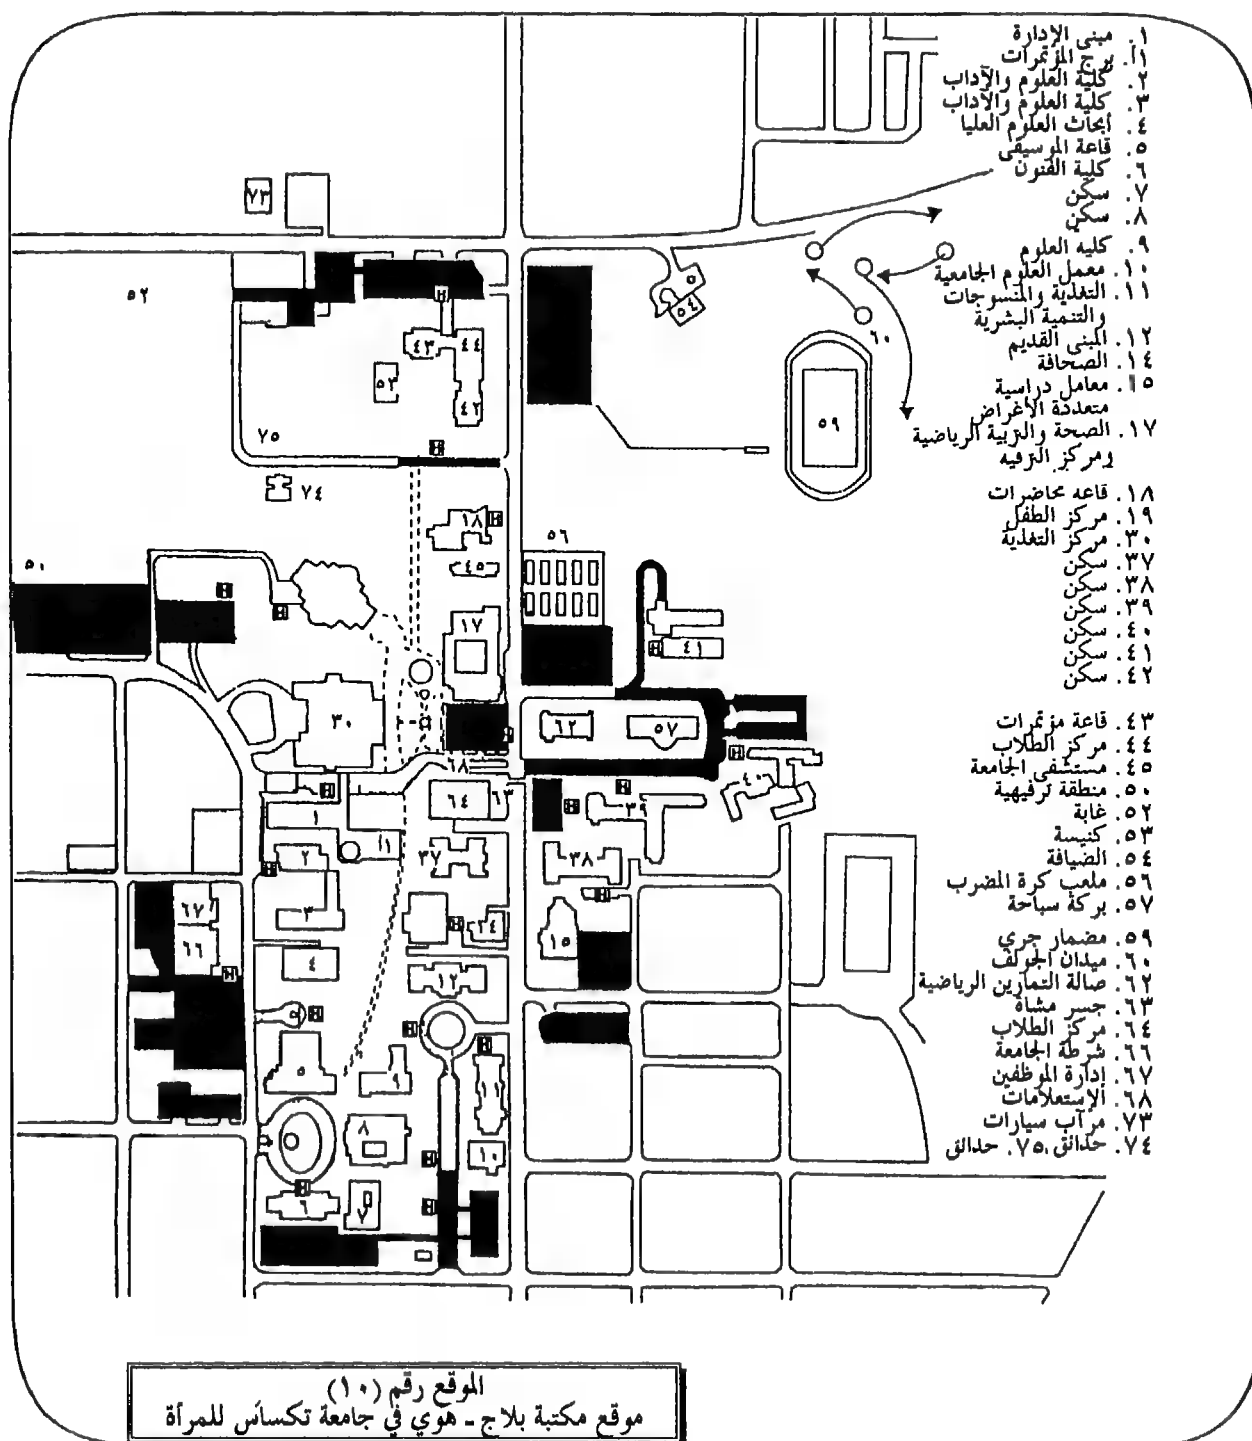 ١. مبنى الإدارة
١أ. برج المؤتمرات
٢. كلية العلوم والآداب
٣. كلية العلوم والآداب
٤. أبحاث العلوم العليا
٥. قاعة الموسيقى
٦. كلية الفنون
٧. سكن
٨. سكن
٩. كلية العلوم
١٠. معمل العلوم الجامعية
١١. التغذية والمنسوجات
والتنمية البشرية
١٢. المبنى القديم
١٤. الصحافة
١٥. معامل دراسية
متعددة الأغراض
١٧. الصحة والتربية الرياضية
ومركز الترفيه
١٨. قاعة محاضرات
١٩. مركز الطفل
٣٠. مركز التغذية
٣٧. سكن
٣٨. سكن
٣٩. سكن
٤٠. سكن
٤١. سكن
٤٢. سكن
٤٣. قاعة مؤتمرات
٤٤. مركز الطلاب
٤٥. مستشفى الجامعة
٥٠. منطقة ترفيهية
٥٢. غابة
٥٣. كنيسة
٥٤. الضيافة
٥٦. ملعب كرة المضرب
٥٧. بركة سباحة
٥٩. مضمار جري
٦٠. ميدان الجولف
٦٢. صالة التمارين الرياضية
٦٣. جسر مشاة
٦٤. مركز الطلاب
٦٦. شرطة الجامعة
٦٧. إدارة الموظفين
٦٨. الإستعلامات
٧٣. مرآب سيارات
٧٤. حدائق ،٧٥. حدائق
٧٣
٥٢
H
٥٤
٤٣
٤٤
٦٠
٥٣
٤٢
٥٩
٧٥
H
٧٤
١٨
H
٥٦
٥٠
٤٥
H
H
١٧
H
٤١
٣٠
H
٦٢
٥٧
H
٦٨
٤٠
H
٦٤
٦٣
H
H
٣٩
١
١أ
٢
٣٧
٣٨
H
H
٦٧
٣
H
٢٤
١٥
٦٦
H
٤
١٢
٥
H
H
H
٥
٩
١١
٨
H
١٠
H
٦
٧
H
الموقع رقم (١٠)
موقع مكتبة بلاج - هوي في جامعة تكساس للمرأة